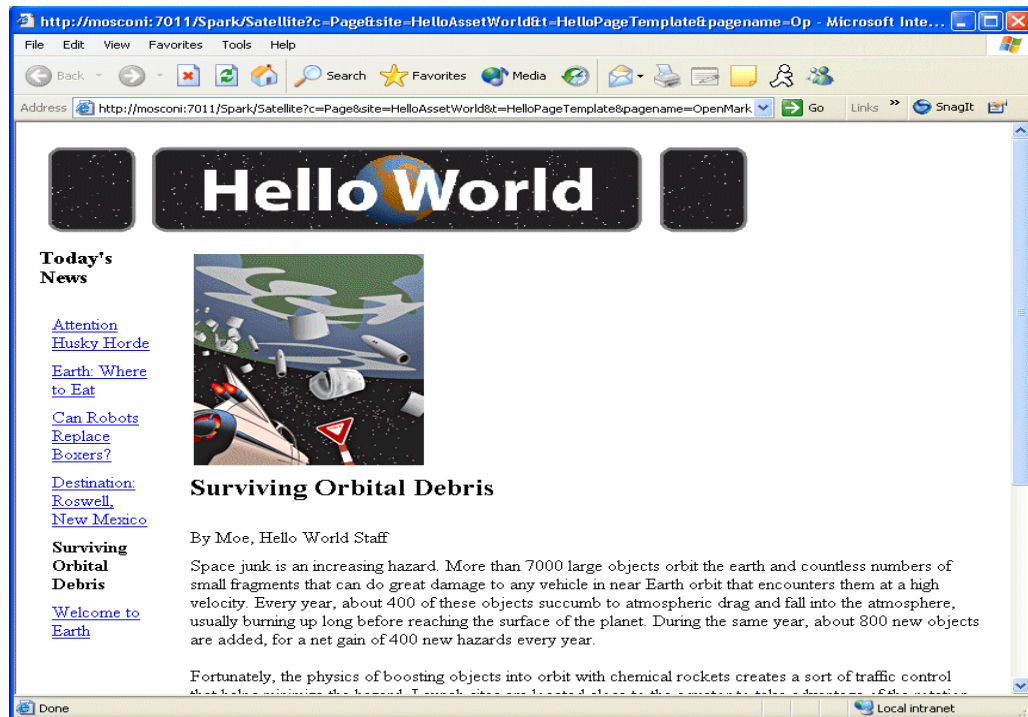 http://mosconi:7011/Spark/Satellite?c=Page&site=HelloAssetWorld&t=HelloPageTemplate&pagename=Op - Microsoft Inte...
File Edit View Favorites Tools Help
Back Search Favorites Media
Address http://mosconi:7011/Spark/Satellite?c=Page&site=HelloAssetWorld&t=HelloPageTemplate&pagename=OpenMark Go Links » SnagIt
Hello World
Today's
News
Attention
Husky Horde
Earth: Where
to Eat
Can Robots
Replace
Boxers?
Destination:
Roswell,
New Mexico
Surviving
Orbital
Debris
Welcome to
Earth
Surviving Orbital Debris
By Moe, Hello World Staff
Space junk is an increasing hazard. More than 7000 large objects orbit the earth and countless numbers of
small fragments that can do great damage to any vehicle in near Earth orbit that encounters them at a high
velocity. Every year, about 400 of these objects succumb to atmospheric drag and fall into the atmosphere,
usually burning up long before reaching the surface of the planet. During the same year, about 800 new objects
are added, for a net gain of 400 new hazards every year.
Fortunately, the physics of boosting objects into orbit with chemical rockets creates a sort of traffic control
Done Local intranet